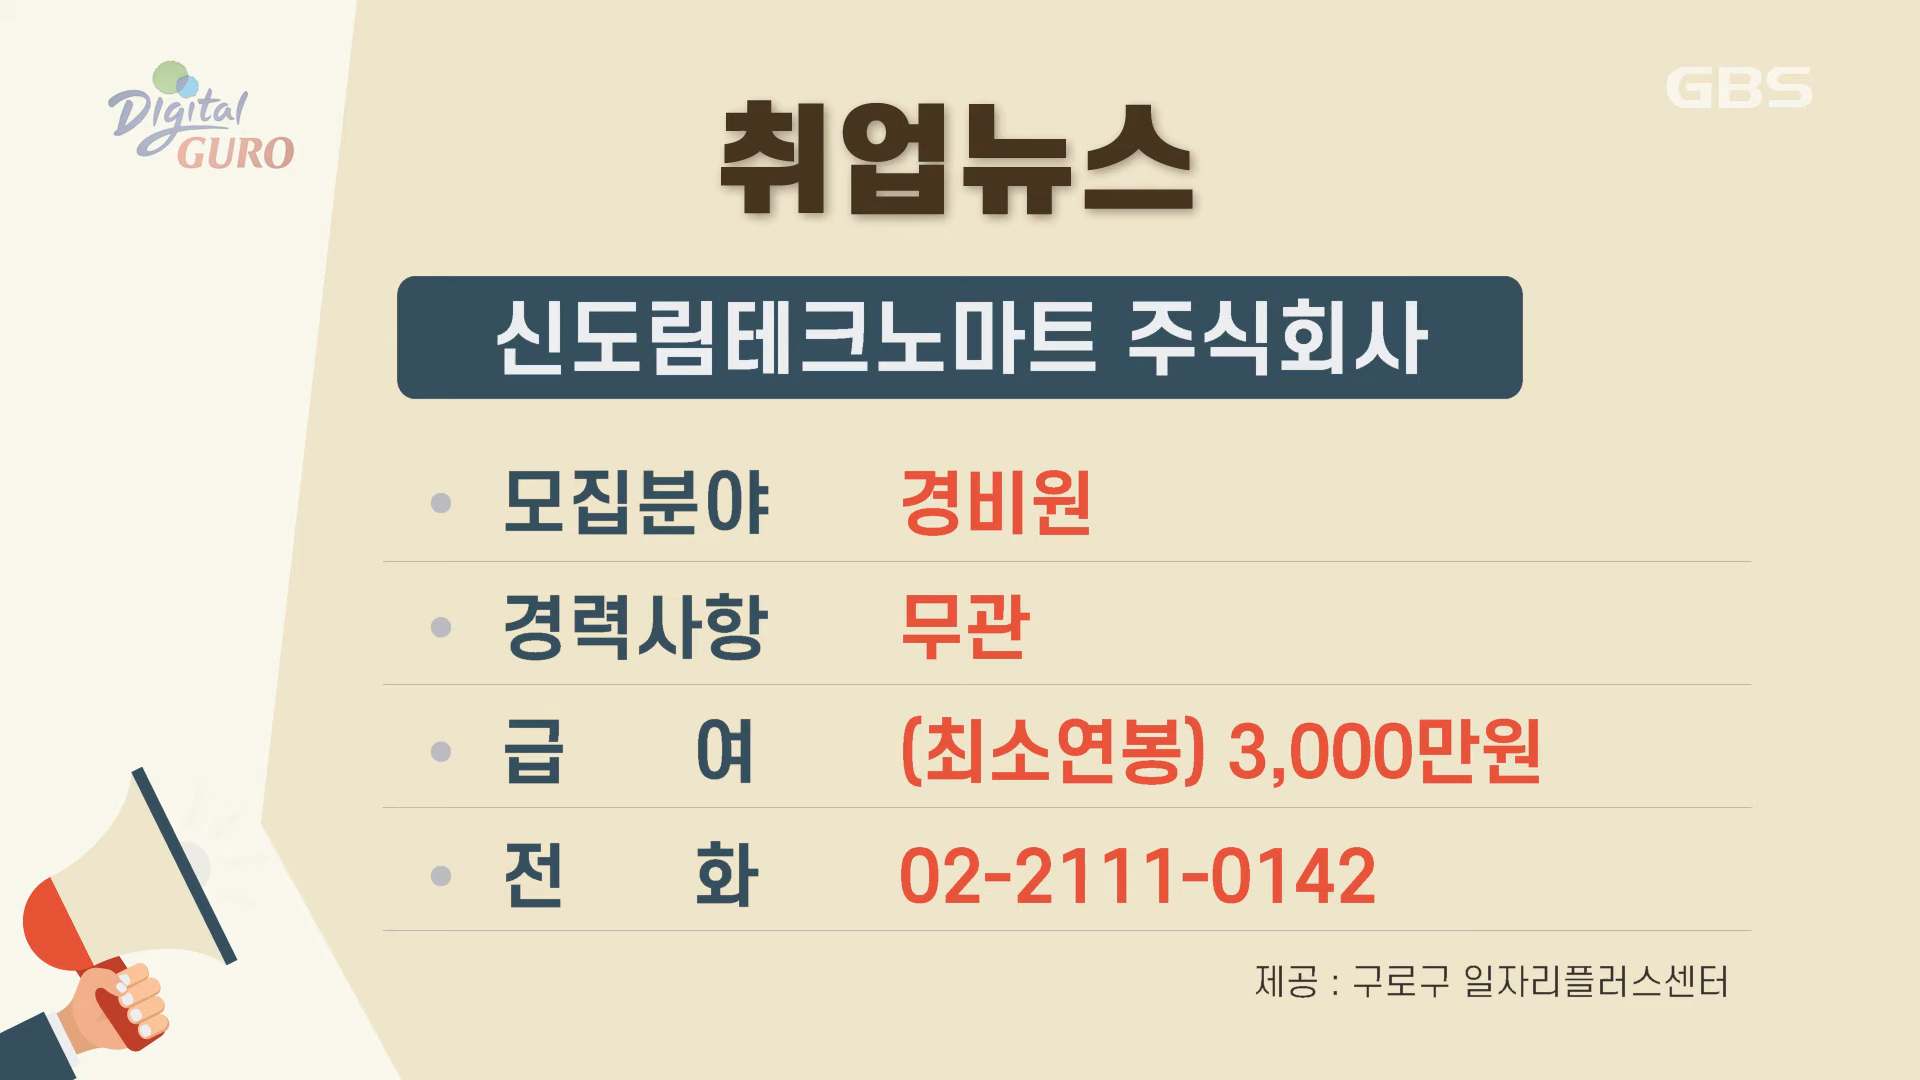 Digital
GURO
GBS
취업뉴스
신도림테크노마트 주식회사
모집분야 경비원
경력사항 무관
급 여 (최소연봉) 3,000만원
전 화 02-2111-0142
제공 : 구로구 일자리플러스센터